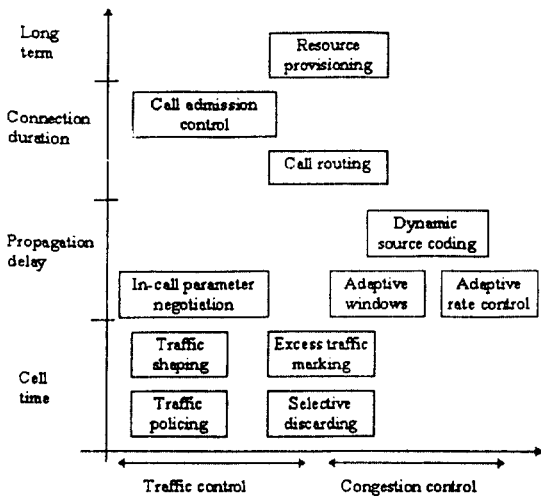 Long
term
Resource
provisioning
Call admission
control
Connection
duration
Call routing
Dynamic
source coding
Propagation
delay
In-call parameter
negotiation
Adaptive
windows
Adaptive
rate control
Traffic
shaping
Excess traffic
marking
Cell
time
Traffic
policing
Selective
discarding
Traffic control
Congestion control